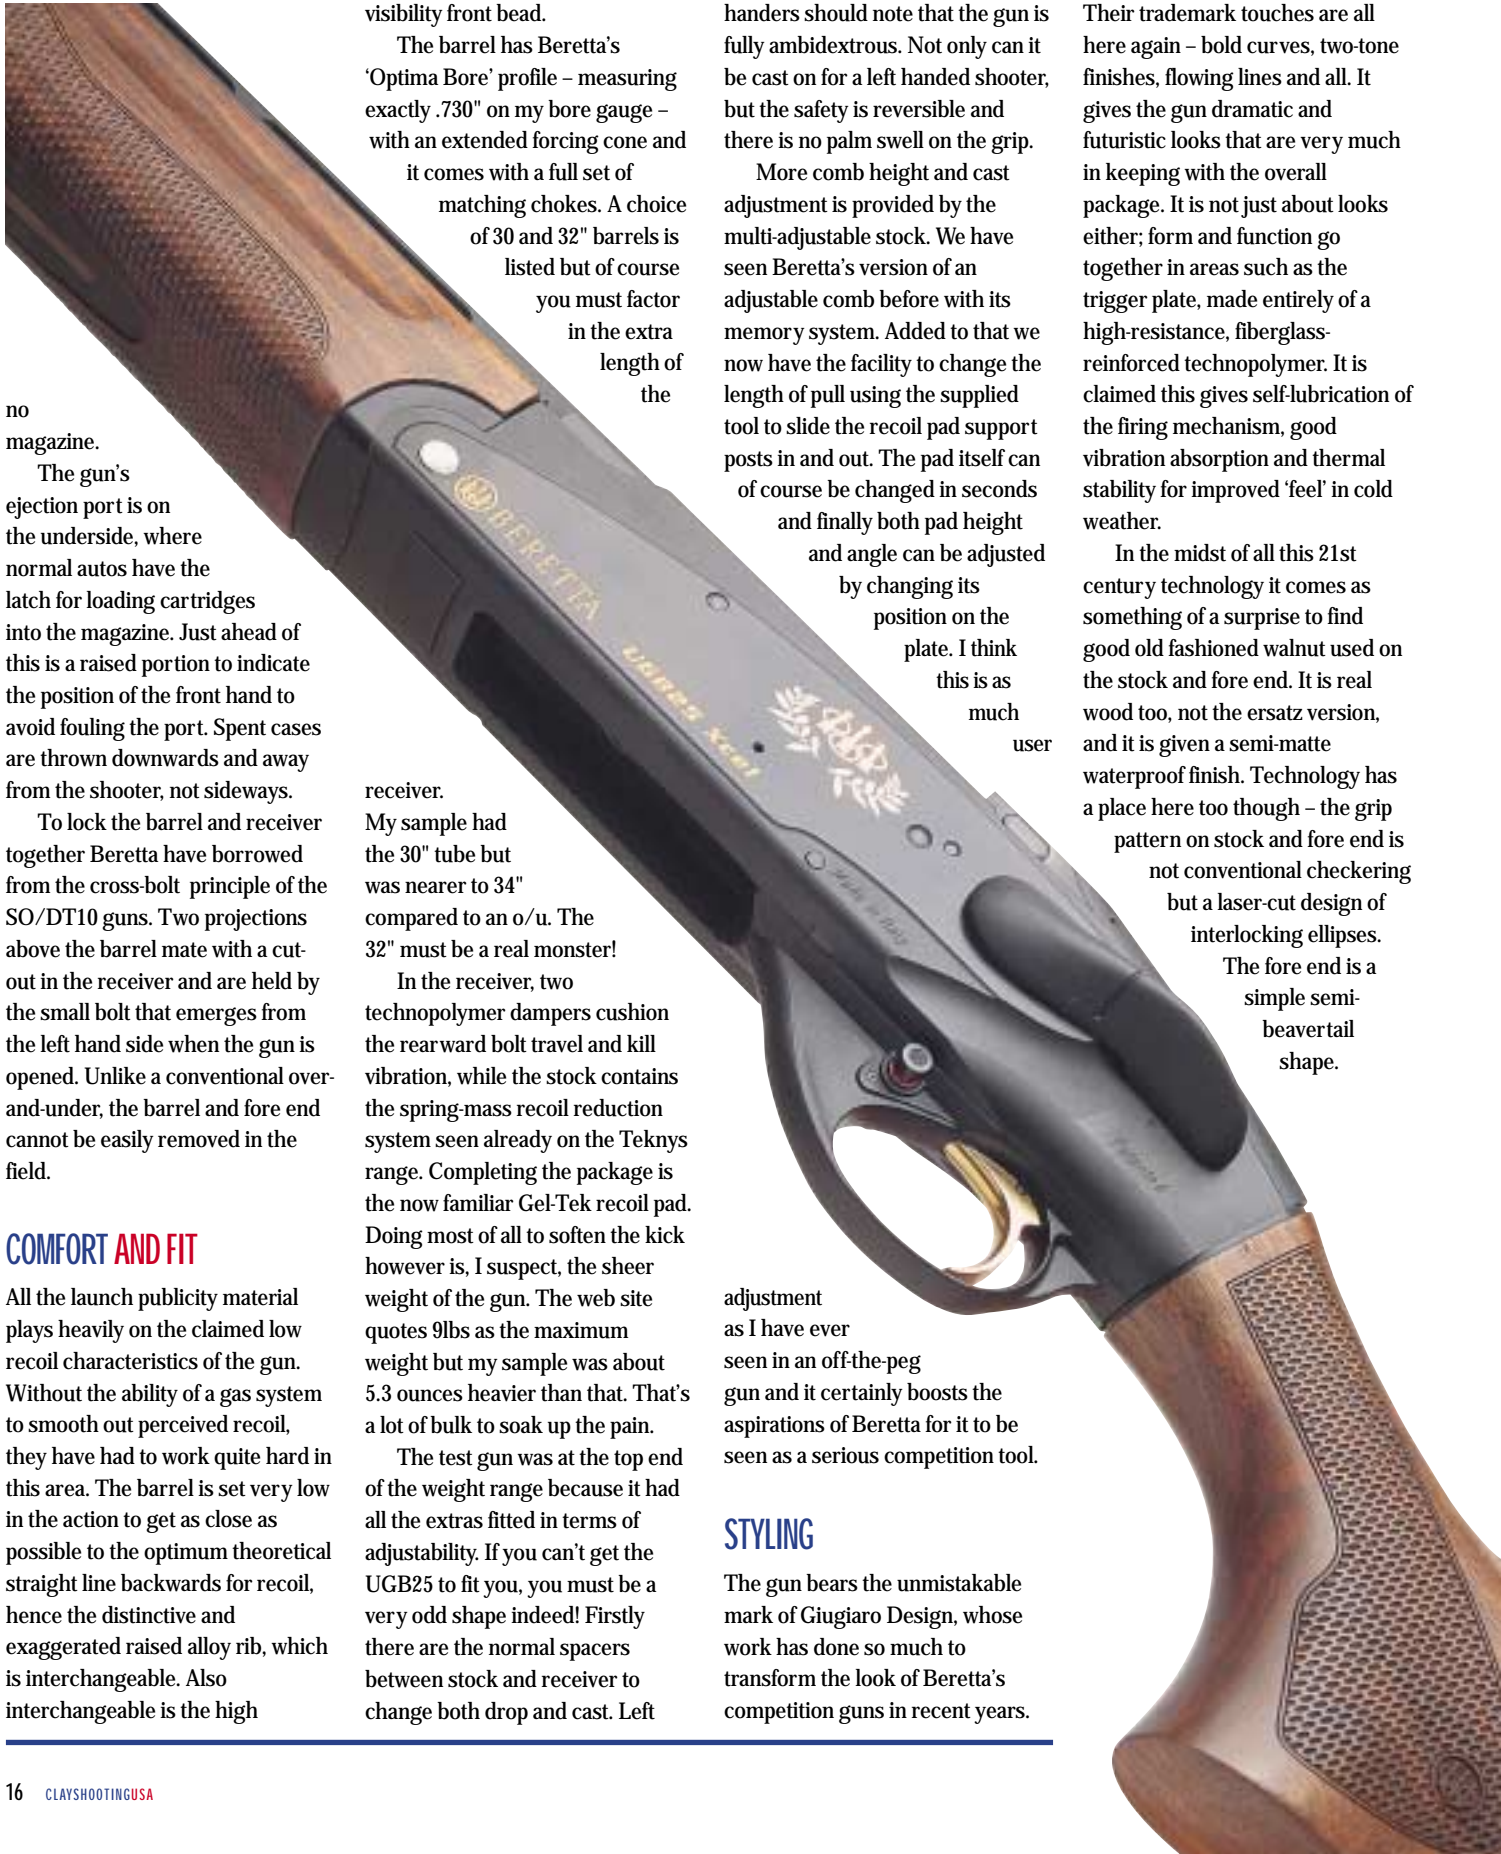 no
magazine.
The gun's
ejection port is on
the underside, where
normal autos have the
latch for loading cartridges
into the magazine. Just ahead of
this is a raised portion to indicate
the position of the front hand to
avoid fouling the port. Spent cases
are thrown downwards and away
from the shooter, not sideways.
To lock the barrel and receiver
together Beretta have borrowed
from the cross-bolt principle of the
SO/DT10 guns. Two projections
above the barrel mate with a cut-
out in the receiver and are held by
the small bolt that emerges from
the left hand side when the gun is
opened. Unlike a conventional over-
and-under, the barrel and fore end
cannot be easily removed in the
field.
COMFORT AND FIT
All the launch publicity material
plays heavily on the claimed low
recoil characteristics of the gun.
Without the ability of a gas system
to smooth out perceived recoil,
they have had to work quite hard in
this area. The barrel is set very low
in the action to get as close as
possible to the optimum theoretical
straight line backwards for recoil,
hence the distinctive and
exaggerated raised alloy rib, which
is interchangeable. Also
interchangeable is the high
visibility front bead.
The barrel has Beretta's
‘Optima Bore’ profile – measuring
exactly .730" on my bore gauge –
with an extended forcing cone and
it comes with a full set of
matching chokes. A choice
of 30 and 32" barrels is
listed but of course
you must factor
in the extra
length of
the
receiver.
My sample had
the 30" tube but
was nearer to 34"
compared to an o/u. The
32" must be a real monster!
In the receiver, two
technopolymer dampers cushion
the rearward bolt travel and kill
vibration, while the stock contains
the spring-mass recoil reduction
system seen already on the Teknys
range. Completing the package is
the now familiar Gel-Tek recoil pad.
Doing most of all to soften the kick
however is, I suspect, the sheer
weight of the gun. The web site
quotes 9lbs as the maximum
weight but my sample was about
5.3 ounces heavier than that. That's
a lot of bulk to soak up the pain.
The test gun was at the top end
of the weight range because it had
all the extras fitted in terms of
adjustability. If you can't get the
UGB25 to fit you, you must be a
very odd shape indeed! Firstly
there are the normal spacers
between stock and receiver to
change both drop and cast. Left
handers should note that the gun is
fully ambidextrous. Not only can it
be cast on for a left handed shooter,
but the safety is reversible and
there is no palm swell on the grip.
More comb height and cast
adjustment is provided by the
multi-adjustable stock. We have
seen Beretta's version of an
adjustable comb before with its
memory system. Added to that we
now have the facility to change the
length of pull using the supplied
tool to slide the recoil pad support
posts in and out. The pad itself can
of course be changed in seconds
and finally both pad height
and angle can be adjusted
by changing its
position on the
plate. I think
this is as
much
user
adjustment
as I have ever
seen in an off-the-peg
gun and it certainly boosts the
aspirations of Beretta for it to be
seen as a serious competition tool.
STYLING
The gun bears the unmistakable
mark of Giugiaro Design, whose
work has done so much to
transform the look of Beretta's
competition guns in recent years.
Their trademark touches are all
here again – bold curves, two-tone
finishes, flowing lines and all. It
gives the gun dramatic and
futuristic looks that are very much
in keeping with the overall
package. It is not just about looks
either; form and function go
together in areas such as the
trigger plate, made entirely of a
high-resistance, fiberglass-
reinforced technopolymer. It is
claimed this gives self-lubrication of
the firing mechanism, good
vibration absorption and thermal
stability for improved ‘feel’ in cold
weather.
In the midst of all this 21st
century technology it comes as
something of a surprise to find
good old fashioned walnut used on
the stock and fore end. It is real
wood too, not the ersatz version,
and it is given a semi-matte
waterproof finish. Technology has
a place here too though – the grip
pattern on stock and fore end is
not conventional checkering
but a laser-cut design of
interlocking ellipses.
The fore end is a
simple semi-
beavertail
shape.
BERETTA
UGB25 Xcel
MADE IN ITALY
16 CLAYSHOOTINGUSA